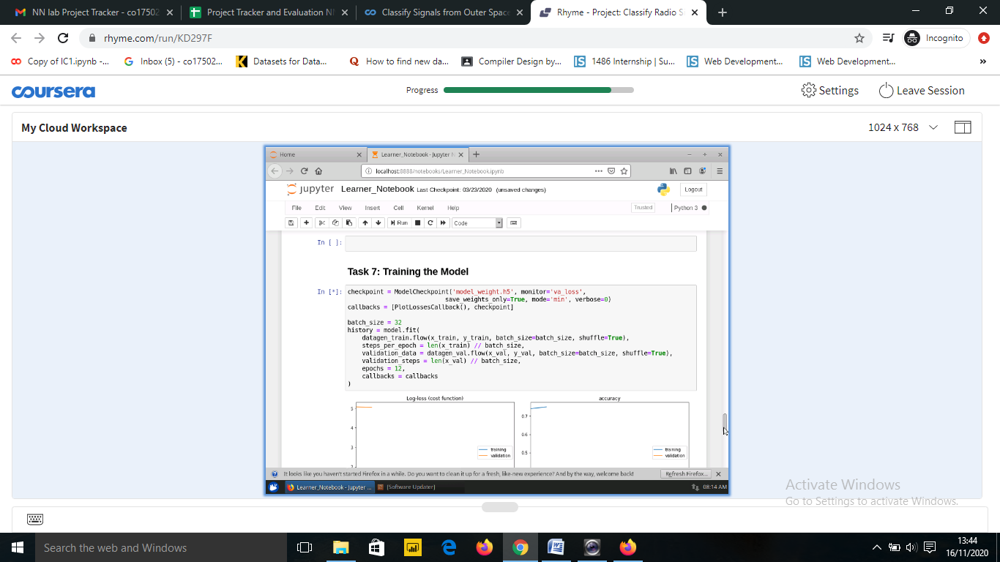 NN lab Project Tracker - co17502
Project Tracker and Evaluation NN
Classify Signals from Outer Space
Rhyme - Project: Classify Radio S
rhyme.com/run/KD297F
Incognito
Copy of IC1.ipynb -...
Inbox (5) - co17502...
Datasets for Data...
How to find new da...
Compiler Design by...
1486 Internship | Su...
Web Development...
Web Development...
coursera
Progress
Settings
Leave Session
My Cloud Workspace
1024 x 768
Home
Learner_Notebook - Jupyter N
localhost:8888/notebooks/Learner_Notebook.ipynb
jupyter Learner_Notebook Last Checkpoint: 03/23/2020 (unsaved changes)
Logout
File Edit View Insert Cell Kernel Help
Trusted
Python 3
Run
Code
In [ ]:
Task 7: Training the Model
In [*]: checkpoint = ModelCheckpoint('model_weight.h5', monitor='va_loss',
save_weights_only=True, mode='min', verbose=0)
callbacks = [PlotLossesCallback(), checkpoint]
batch_size = 32
history = model.fit(
datagen_train.flow(x_train, y_train, batch_size=batch_size, shuffle=True),
steps_per_epoch = len(x_train) // batch_size,
validation_data = datagen_val.flow(x_val, y_val, batch_size=batch_size, shuffle=True),
validation_steps = len(x_val) // batch_size,
epochs = 12,
callbacks = callbacks
)
Log-loss (cost function)
accuracy
5
4
3
2
training
validation
0.7
0.6
0.5
training
validation
It looks like you haven't started Firefox in a while. Do you want to clean it up for a fresh, like-new experience? And by the way, welcome back!
Refresh Firefox...
Learner_Notebook - Jupyter ...
[Software Updater]
08:14 AM
Activate Windows
Go to Settings to activate Windows.
Search the web and Windows
13:44
16/11/2020